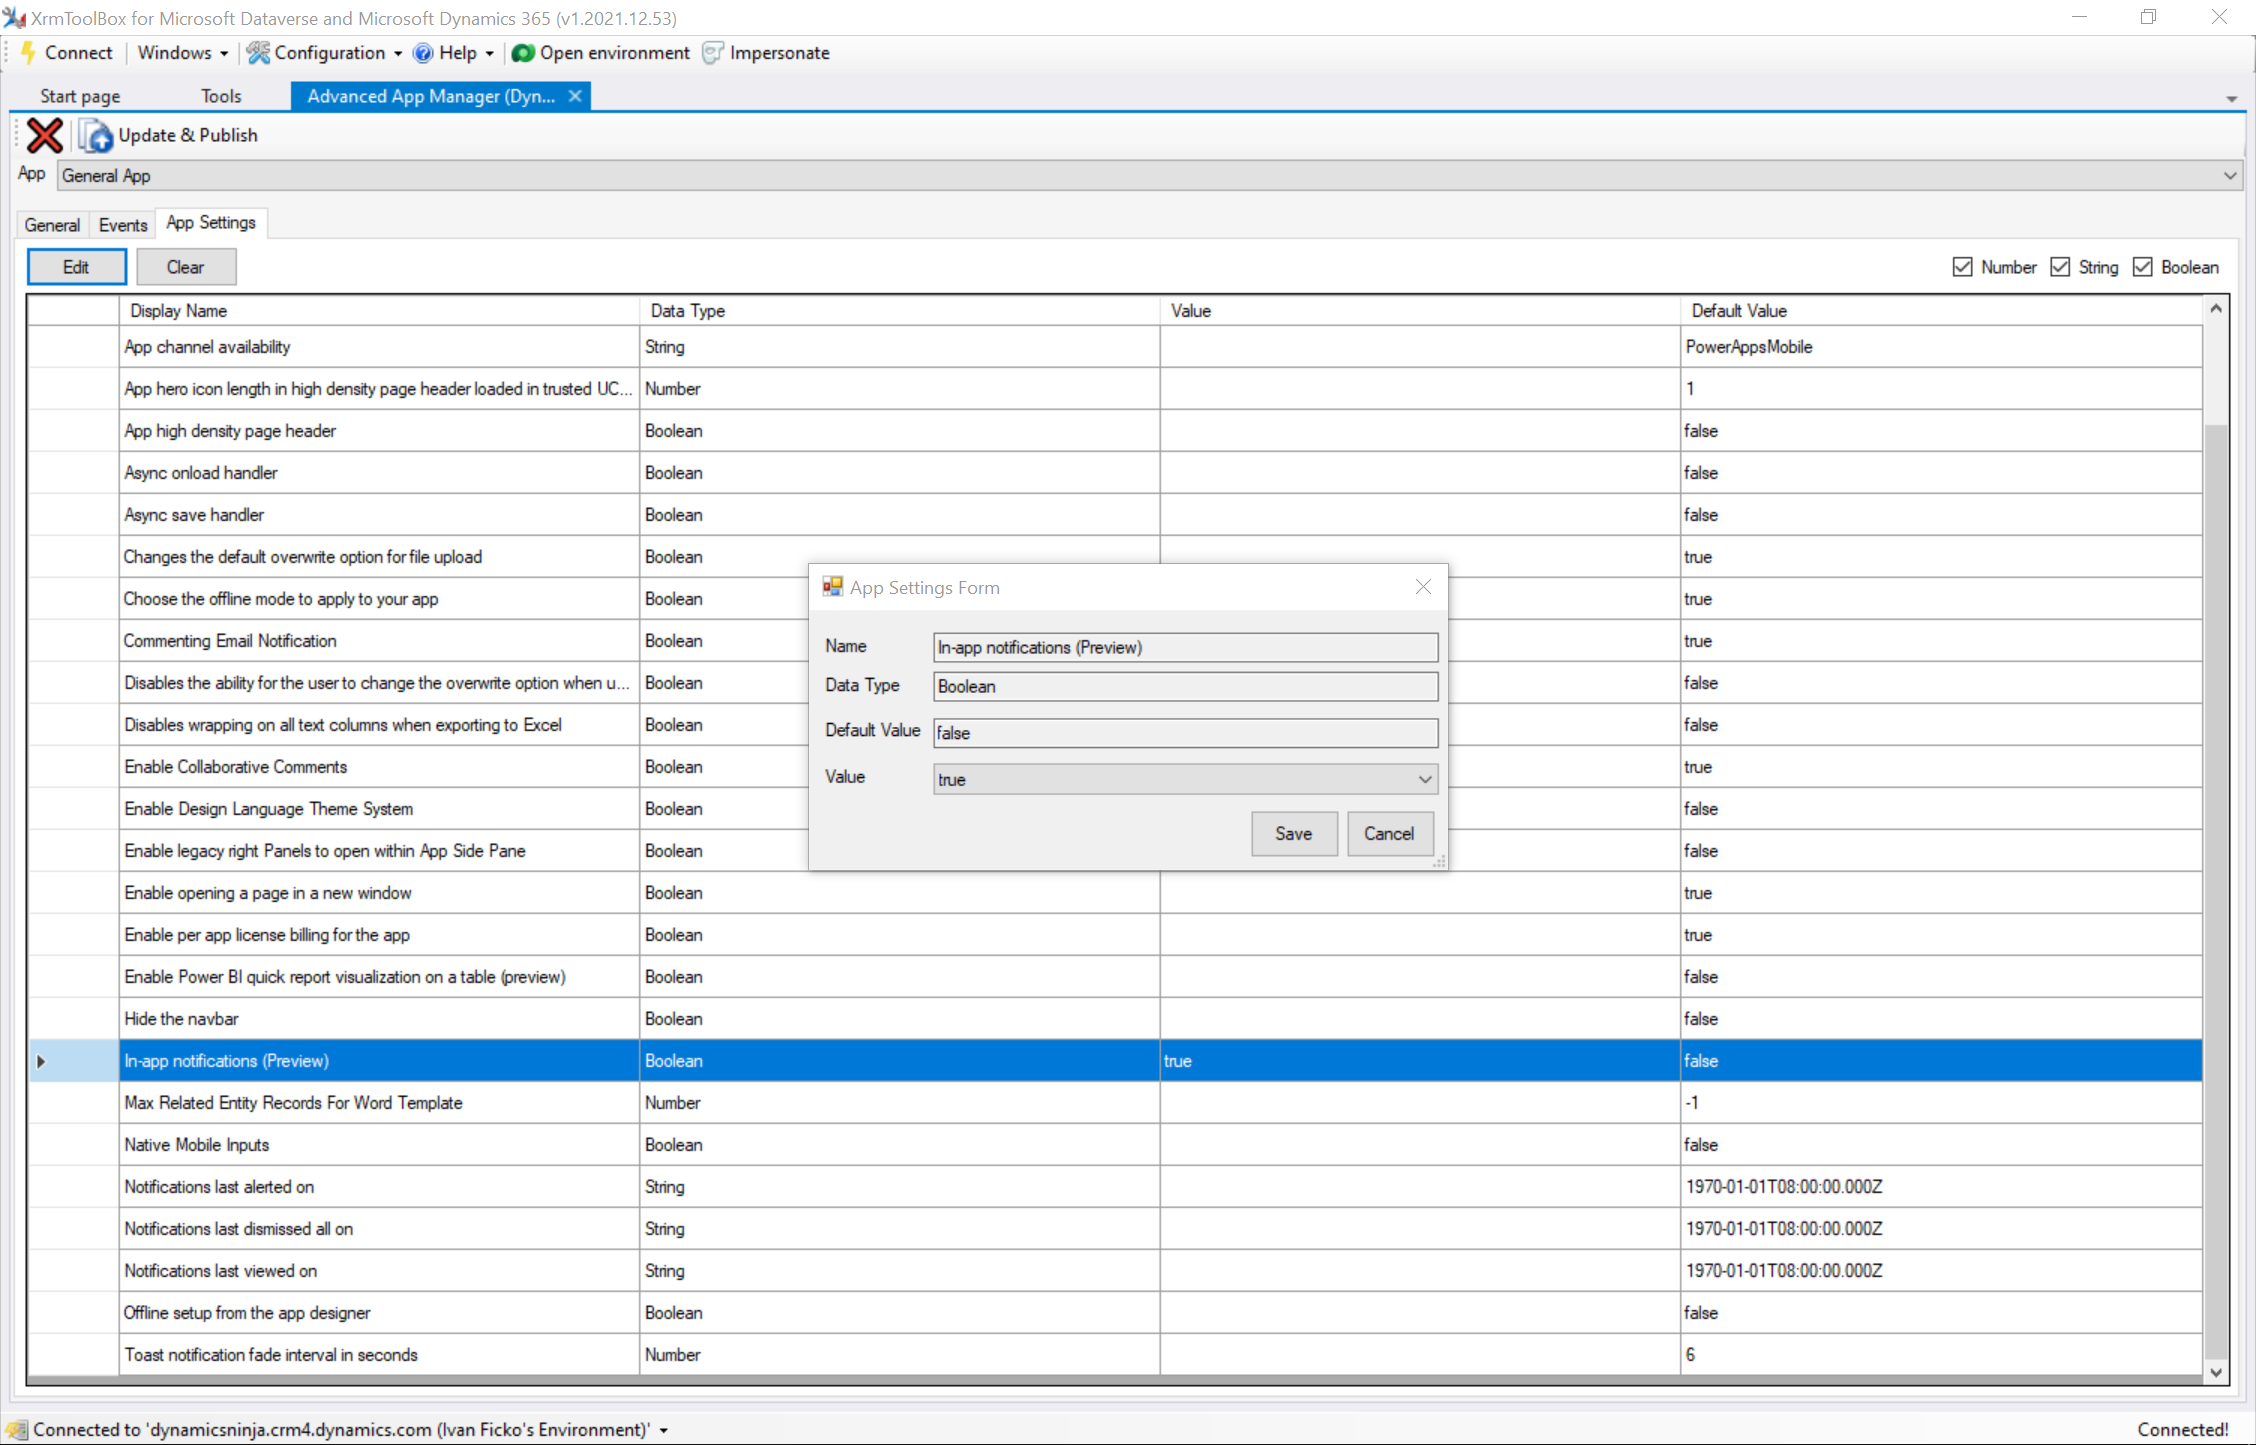 XrmToolBox for Microsoft Dataverse and Microsoft Dynamics 365 (v1.2021.12.53)
Connect Windows Configuration Help Open environment Impersonate
Start page Tools Advanced App Manager (Dyn...
Update & Publish
App General App
General Events App Settings
Edit Clear Number String Boolean
Display Name Data Type Value Default Value
App channel availability String PowerAppsMobile
App hero icon length in high density page header loaded in trusted UC... Number 1
App high density page header Boolean false
Async onload handler Boolean false
Async save handler Boolean false
Changes the default overwrite option for file upload Boolean true
Choose the offline mode to apply to your app Boolean true
Commenting Email Notification Boolean true
Disables the ability for the user to change the overwrite option when u... Boolean false
Disables wrapping on all text columns when exporting to Excel Boolean false
Enable Collaborative Comments Boolean true
Enable Design Language Theme System Boolean false
Enable legacy right Panels to open within App Side Pane Boolean false
Enable opening a page in a new window Boolean true
Enable per app license billing for the app Boolean true
Enable Power BI quick report visualization on a table (preview) Boolean false
Hide the navbar Boolean false
In-app notifications (Preview) Boolean true false
Max Related Entity Records For Word Template Number -1
Native Mobile Inputs Boolean false
Notifications last alerted on String 1970-01-01T08:00:00.000Z
Notifications last dismissed all on String 1970-01-01T08:00:00.000Z
Notifications last viewed on String 1970-01-01T08:00:00.000Z
Offline setup from the app designer Boolean false
Toast notification fade interval in seconds Number 6
App Settings Form
Name In-app notifications (Preview)
Data Type Boolean
Default Value false
Value true
Save Cancel
Connected to 'dynamicsninja.crm4.dynamics.com (Ivan Ficko's Environment)' Connected!